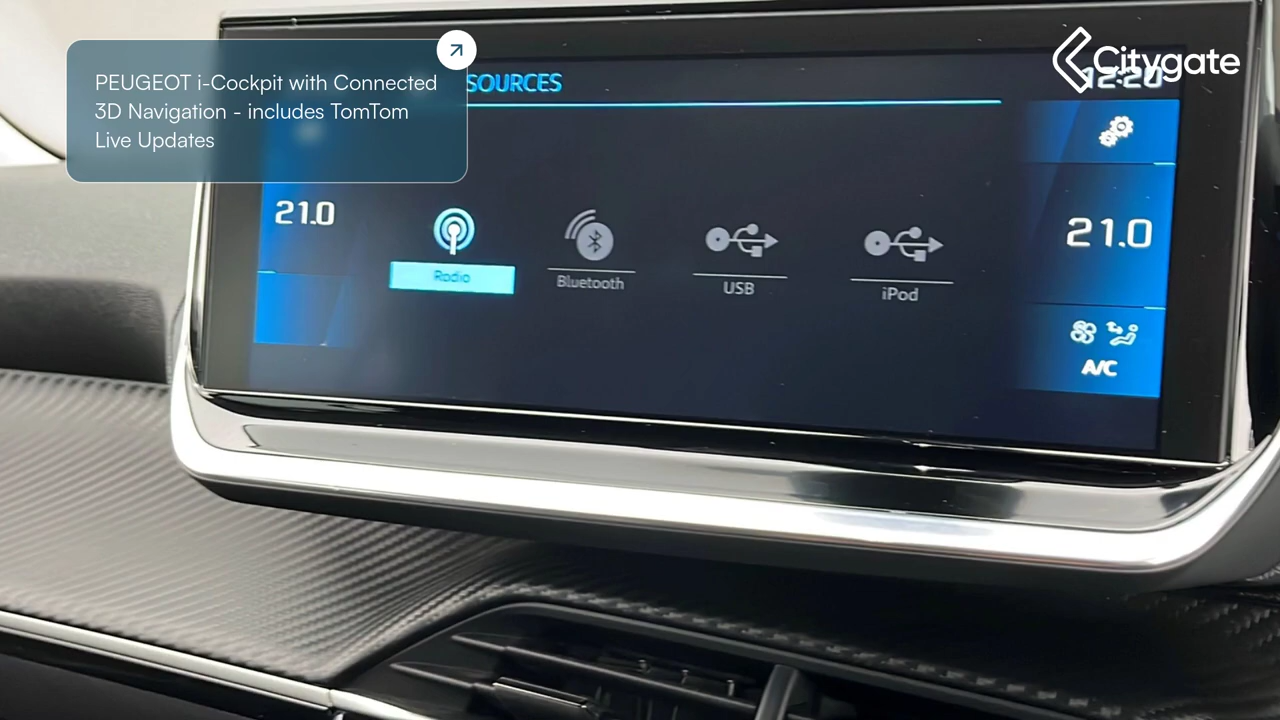 PEUGEOT i-Cockpit with Connected
3D Navigation - includes TomTom
Live Updates
Citygate
SOURCES
12:20
21.0
21.0
Radio
Bluetooth
USB
iPod
A/C